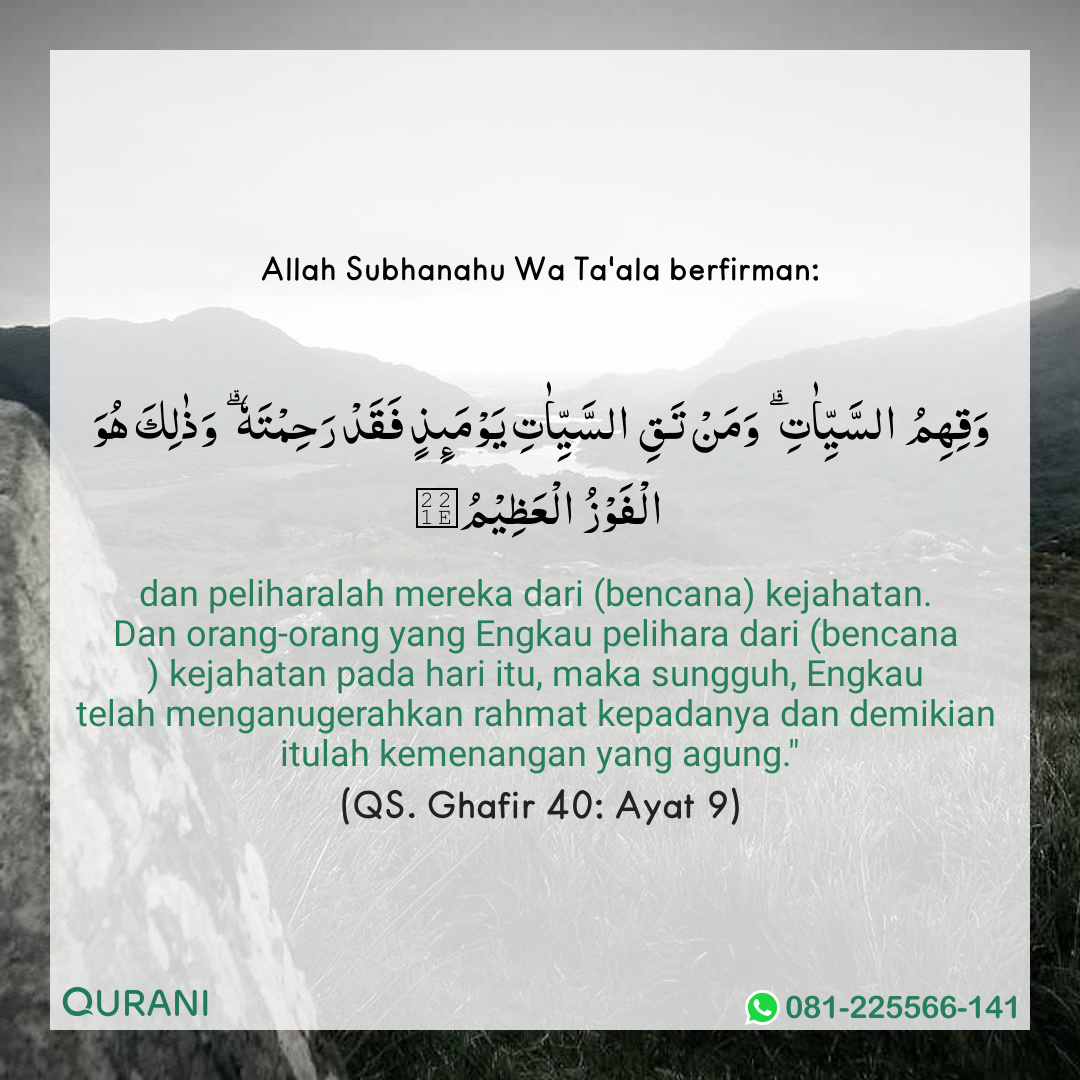 Allah Subhanahu Wa Ta'ala berfirman:
وَقِهِمُ السَّيِّاٰتِۗ وَمَنْ تَقِ السَّيِّاٰتِ يَوْمَىِٕذٍ فَقَدْ رَحِمْتَهٗۗ وَذٰلِكَ هُوَ
الْفَوْزُ الْعَظِيْمُ
dan peliharalah mereka dari (bencana) kejahatan.
Dan orang-orang yang Engkau pelihara dari (bencana
) kejahatan pada hari itu, maka sungguh, Engkau
telah menganugerahkan rahmat kepadanya dan demikian
itulah kemenangan yang agung."
(QS. Ghafir 40: Ayat 9)
QURANI
081-225566-141